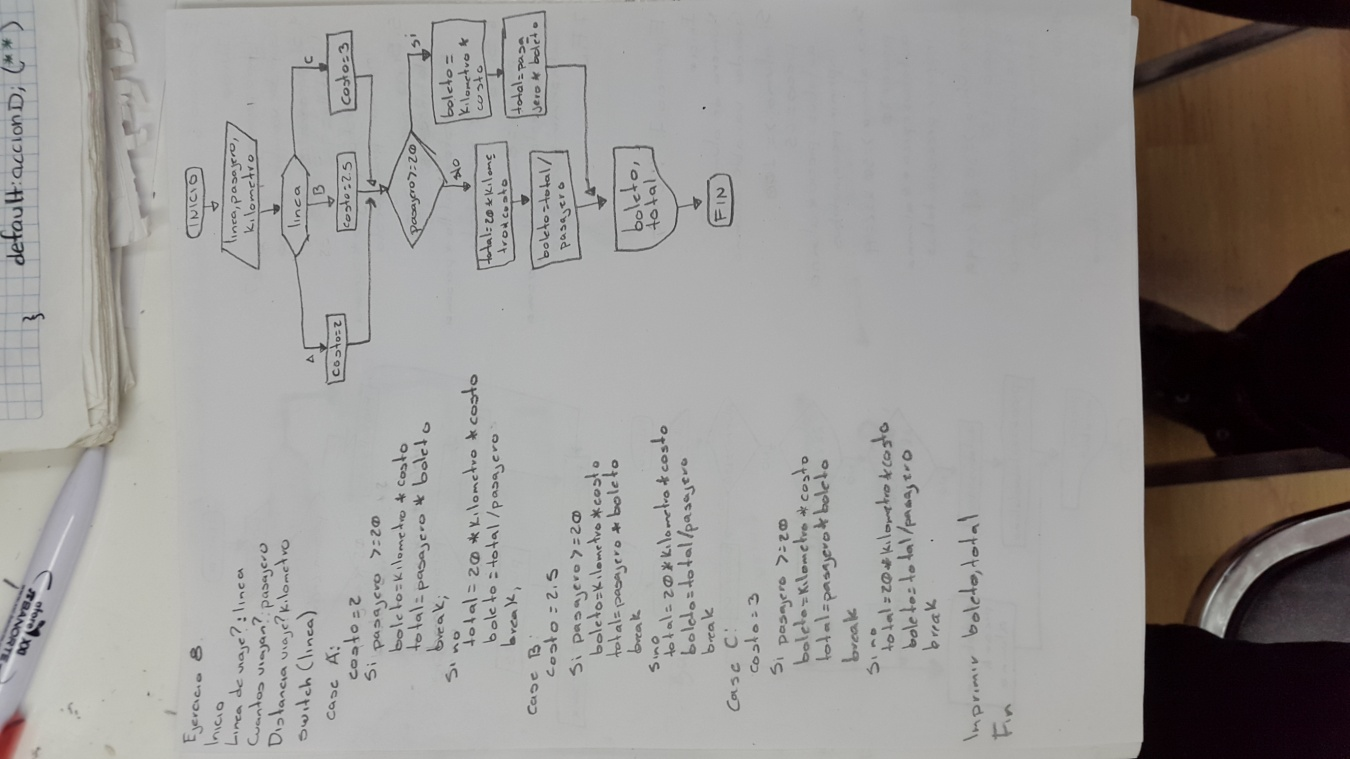 default:accionD; (**)
}
Ejercicio 8
Inicio
Linea de viaje?: linea
Cuantos viajan?: pasajero
Distancia viaje? Kilometro
switch (linea)
case A:
costo=2
Si pasajero >=20
boleto=Kilometro*costo
total=pasajero*boleto
break;
Si no
total=20*Kilometro*costo
boleto=total/pasajero
break;
case B:
costo=2.5
Si pasajero>=20
boleto=Kilometro*costo
total=pasajero*boleto
break
Sino
total=20*Kilometro*costo
boleto=total/pasajero
break
Case C:
costo=3
Si pasajero >=20
boleto=Kilometro*costo
total=pasajero*boleto
break
Si no
total=20*Kilometro*costo
boleto=total/pasajero
break
Imprimir boleto,total
Fin
INICIO
linea,pasajero,
Kilometro
linea
A
B
C
costo=2
costo=2.5
costo=3
pasajero>=20
si
no
boleto=
Kilometro*
costo
total=pasa
jero*boleto
total=20*Kilome
tro*costo
boleto=total/
pasajero
boleto,
total
FIN